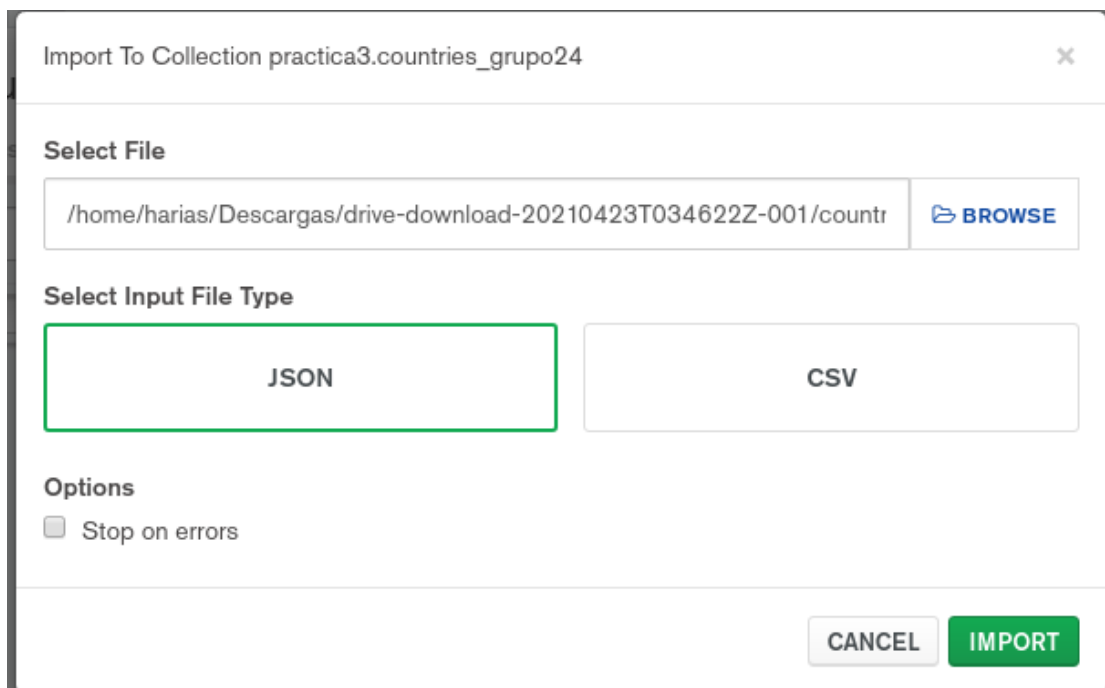 Import To Collection practica3.countries_grupo24
×
Select File
/home/harias/Descargas/drive-download-20210423T034622Z-001/countr
BROWSE
Select Input File Type
JSON
CSV
Options
Stop on errors
CANCEL
IMPORT